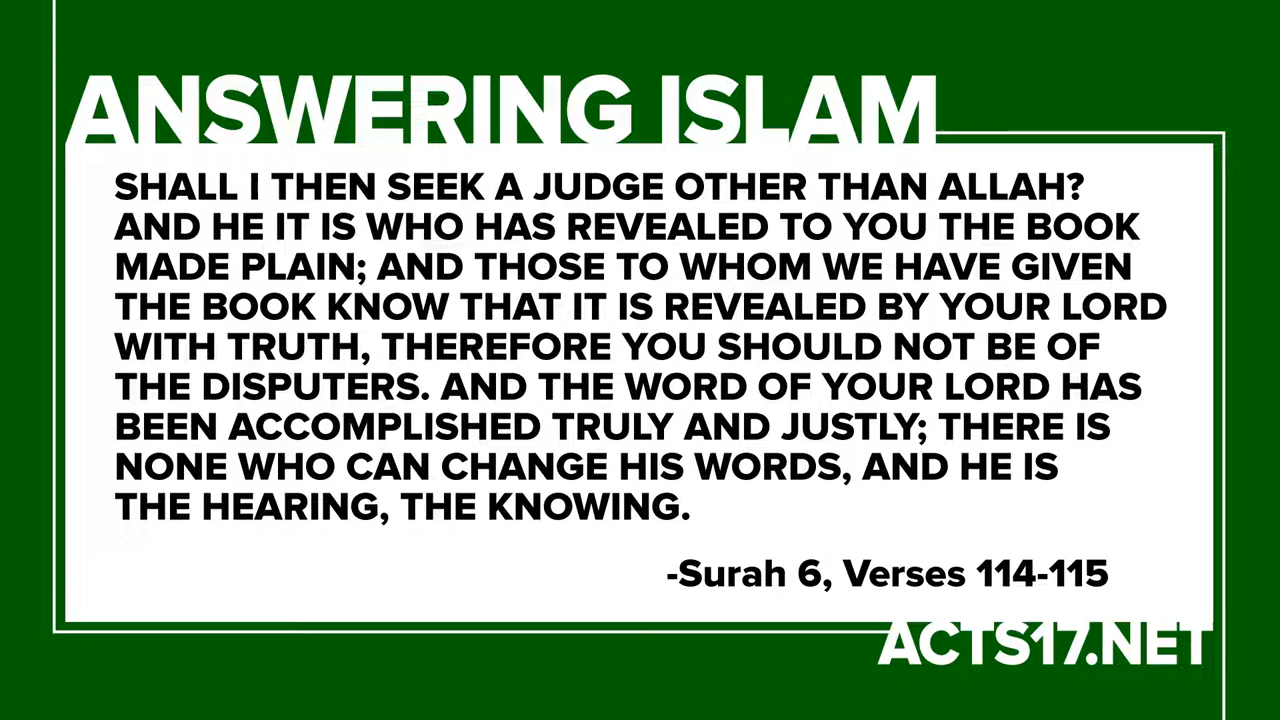 ANSWERING ISLAM
SHALL I THEN SEEK A JUDGE OTHER THAN ALLAH?
AND HE IT IS WHO HAS REVEALED TO YOU THE BOOK
MADE PLAIN; AND THOSE TO WHOM WE HAVE GIVEN
THE BOOK KNOW THAT IT IS REVEALED BY YOUR LORD
WITH TRUTH, THEREFORE YOU SHOULD NOT BE OF
THE DISPUTERS. AND THE WORD OF YOUR LORD HAS
BEEN ACCOMPLISHED TRULY AND JUSTLY; THERE IS
NONE WHO CAN CHANGE HIS WORDS, AND HE IS
THE HEARING, THE KNOWING.
-Surah 6, Verses 114-115
ACTS17.NET